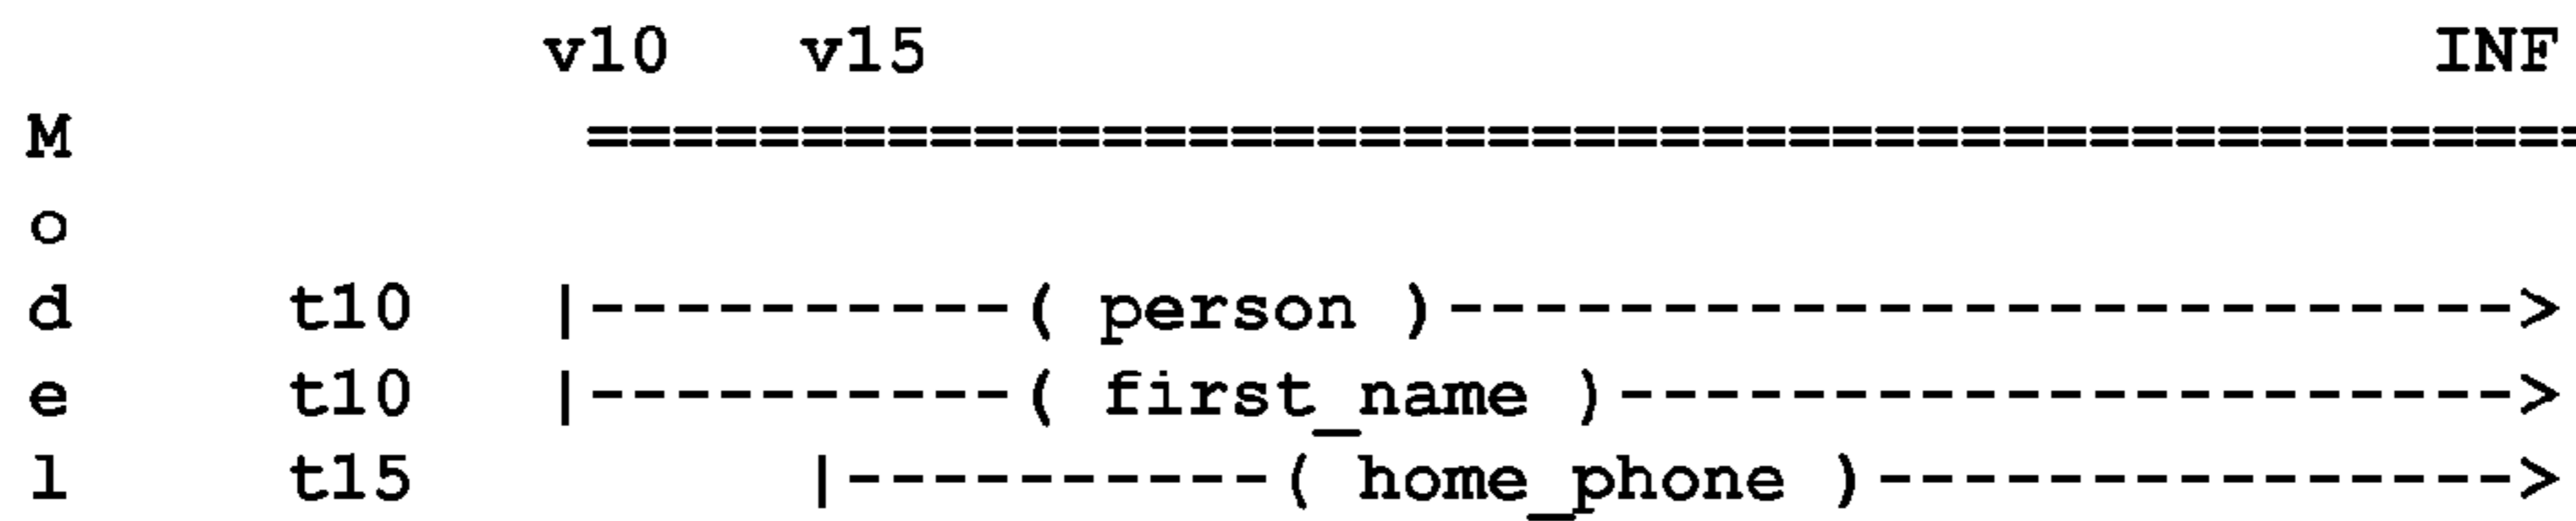 v10   v15                                   INF
M            ===============================================
o
d     t10   |----------( person )------------------------->
e     t10   |----------( first_name )--------------------->
l     t15         |----------( home_phone )--------------->